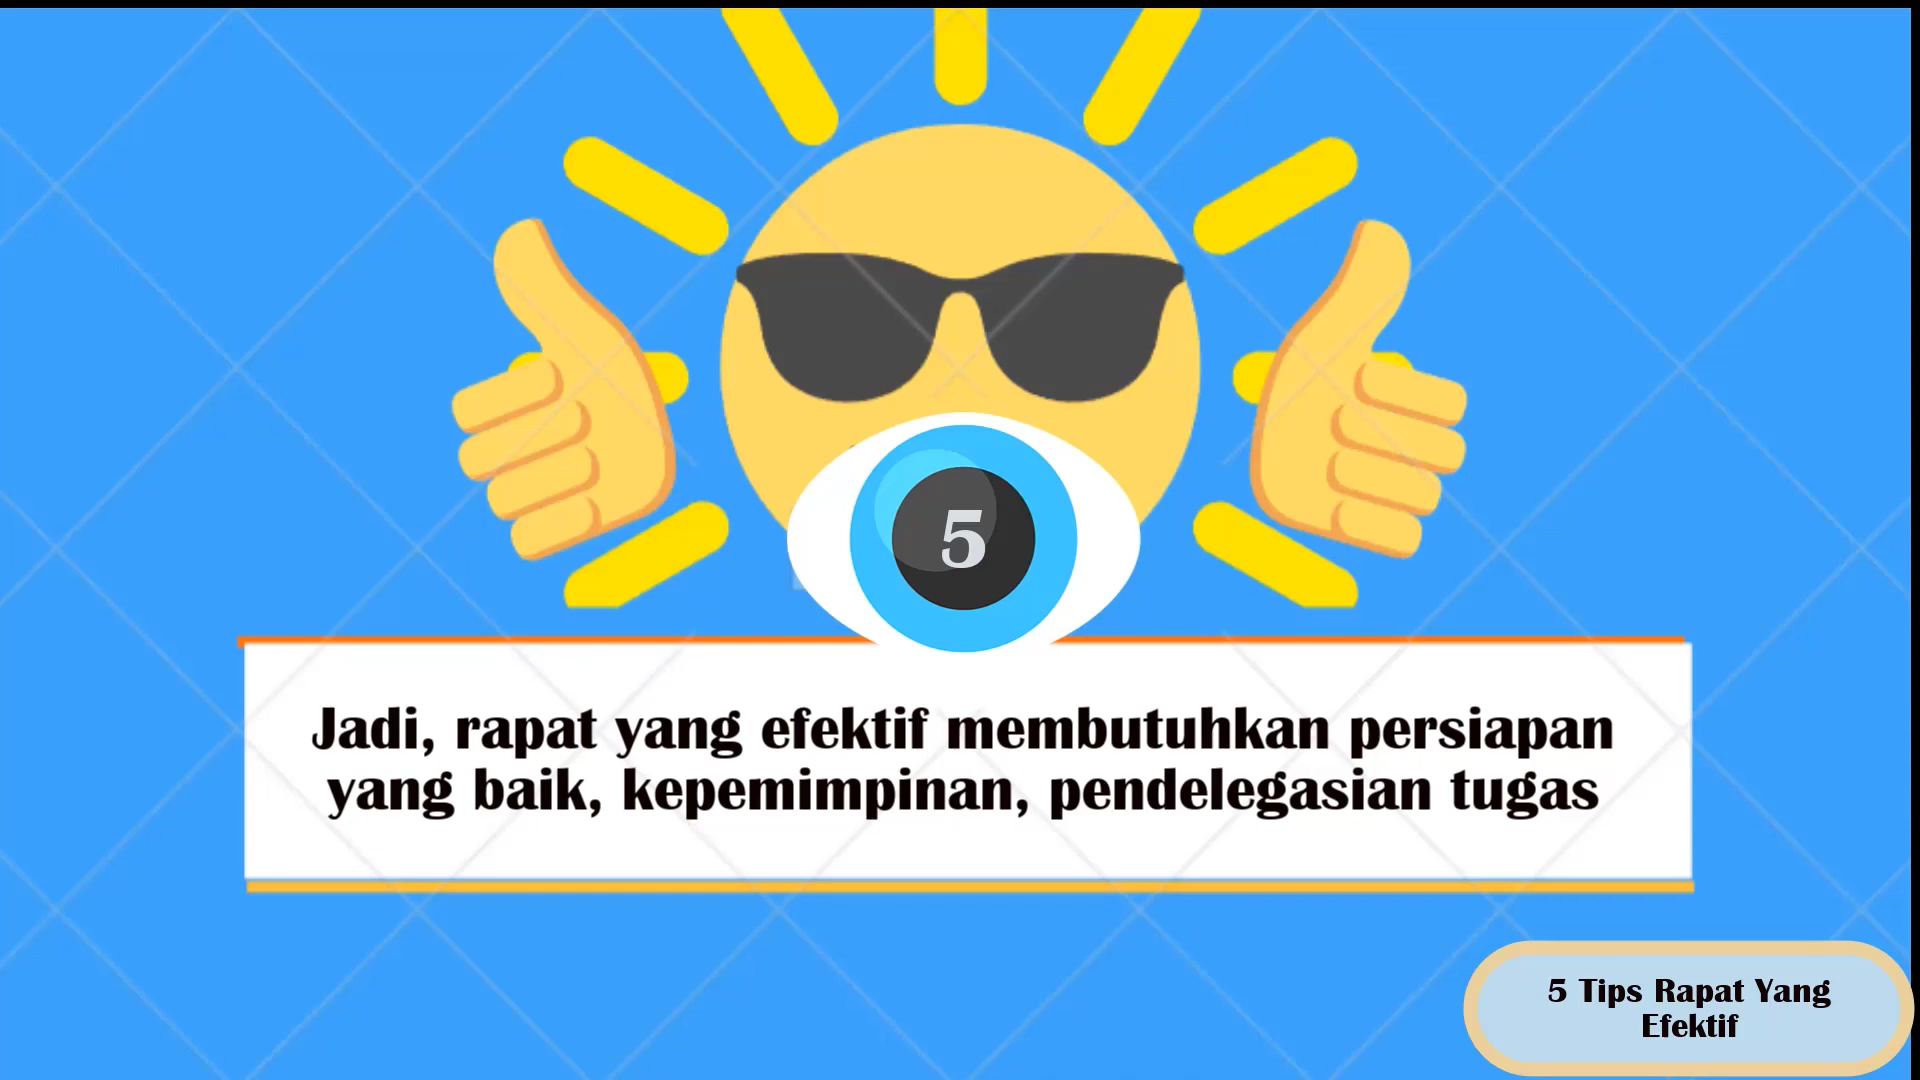 5
Jadi, rapat yang efektif membutuhkan persiapan
yang baik, kepemimpinan, pendelegasian tugas
5 Tips Rapat Yang
Efektif